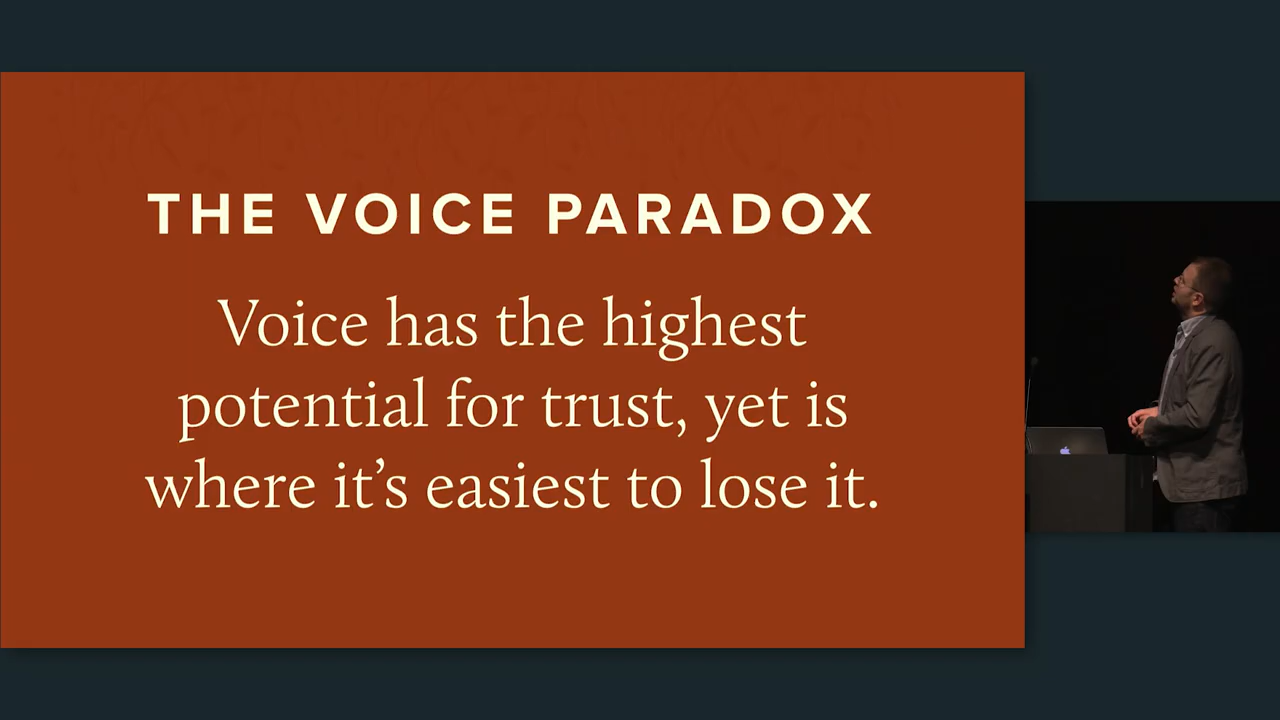 THE VOICE PARADOX
Voice has the highest
potential for trust, yet is
where it’s easiest to lose it.